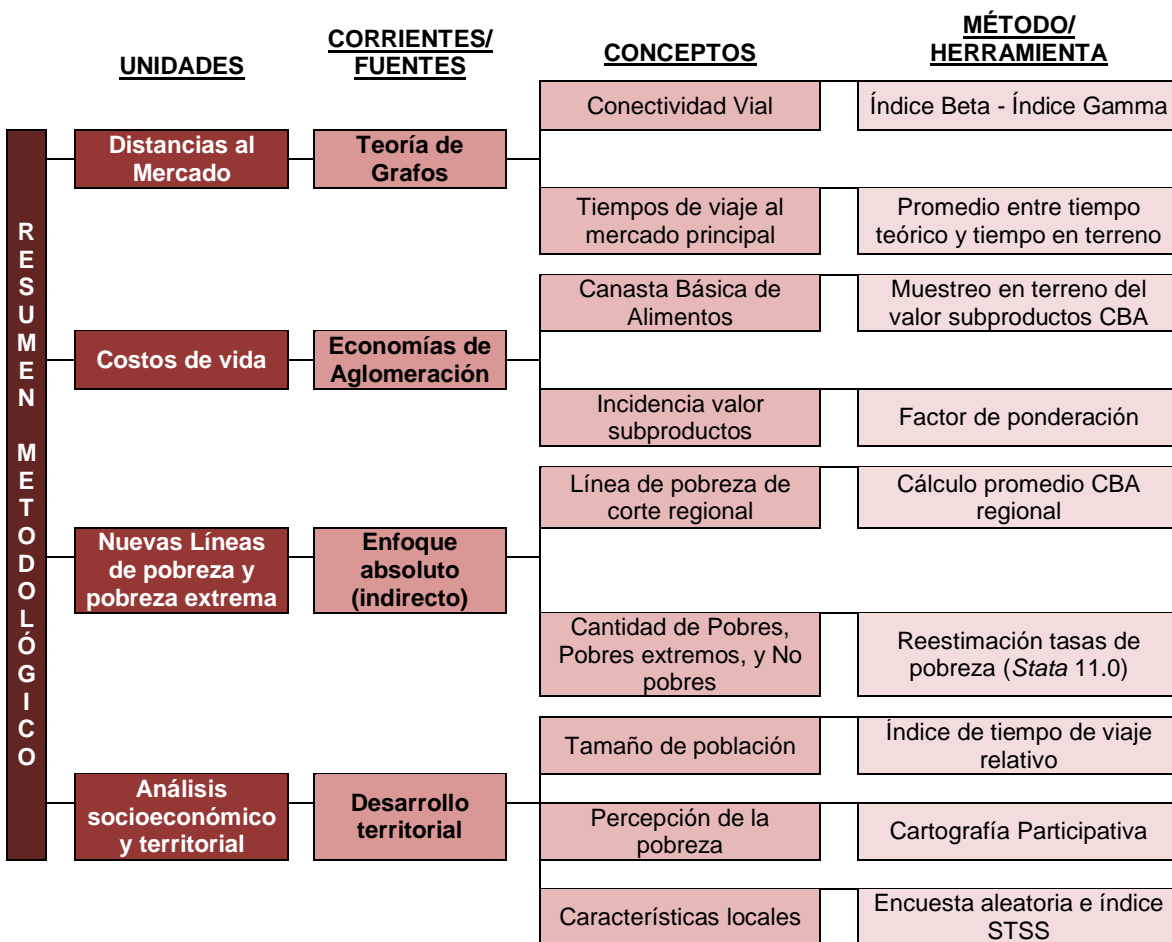 UNIDADES
CORRIENTES/
FUENTES
CONCEPTOS
MÉTODO/
HERRAMIENTA
RESUMEN METODOLÓGICO
Distancias al
Mercado
Teoría de
Grafos
Conectividad Vial
Índice Beta - Índice Gamma
Tiempos de viaje al
mercado principal
Promedio entre tiempo
teórico y tiempo en terreno
Costos de vida
Economías de
Aglomeración
Canasta Básica de
Alimentos
Muestreo en terreno del
valor subproductos CBA
Incidencia valor
subproductos
Factor de ponderación
Nuevas Líneas
de pobreza y
pobreza extrema
Enfoque
absoluto
(indirecto)
Línea de pobreza de
corte regional
Cálculo promedio CBA
regional
Cantidad de Pobres,
Pobres extremos, y No
pobres
Reestimación tasas de
pobreza (Stata 11.0)
Análisis
socioeconómico
y territorial
Desarrollo
territorial
Tamaño de población
Índice de tiempo de viaje
relativo
Percepción de la
pobreza
Cartografía Participativa
Características locales
Encuesta aleatoria e índice
STSS